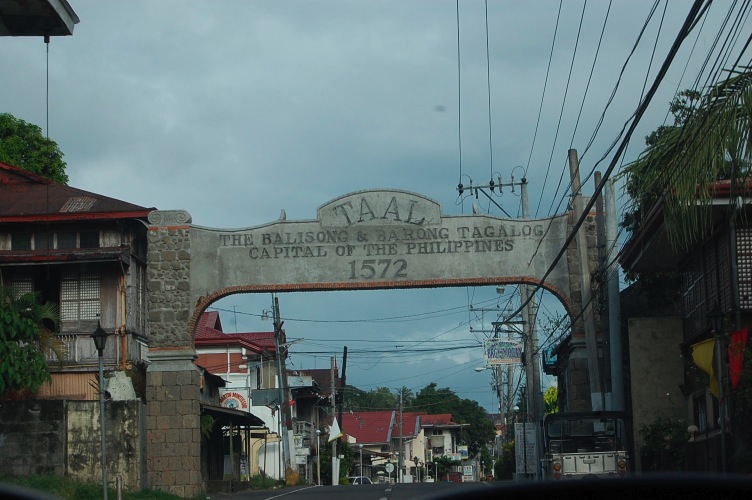 TAAL
THE BALISONG & BARONG TAGALOG
CAPITAL OF THE PHILIPPINES
1572